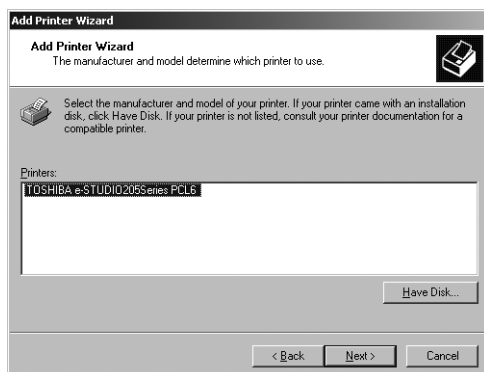 Add Printer Wizard
Add Printer Wizard
The manufacturer and model determine which printer to use.
Select the manufacturer and model of your printer. If your printer came with an installation
disk, click Have Disk. If your printer is not listed, consult your printer documentation for a
compatible printer.
Printers:
TOSHIBA e-STUDIO205Series PCL6
Have Disk...
< Back Next > Cancel